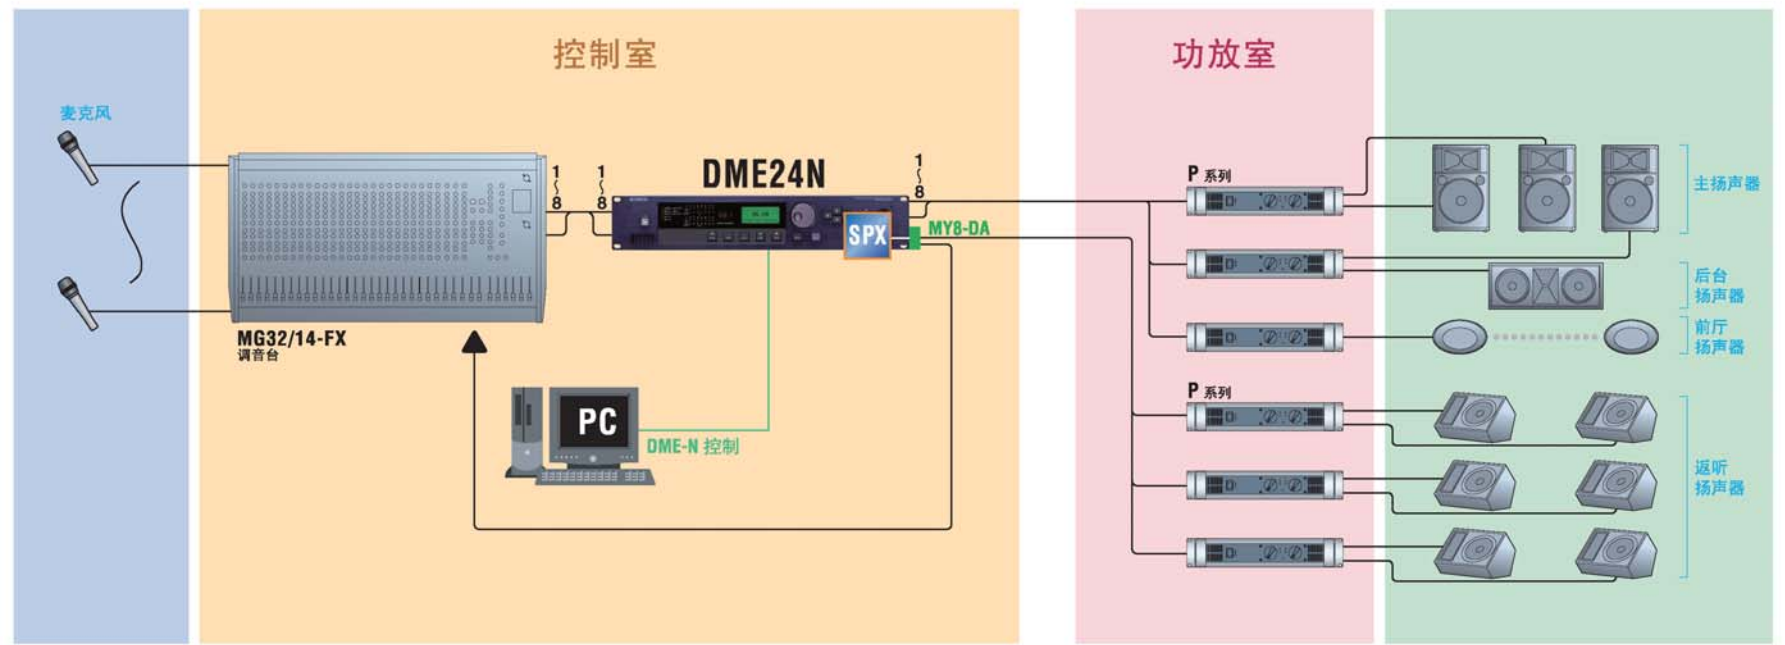 控制室
功放室
麦克风
1~8
1~8
DME24N
1~8
SPX
MY8-DA
MG32/14-FX
调音台
PC
DME-N 控制
P 系列
P 系列
主扬声器
后台
扬声器
前厅
扬声器
返听
扬声器